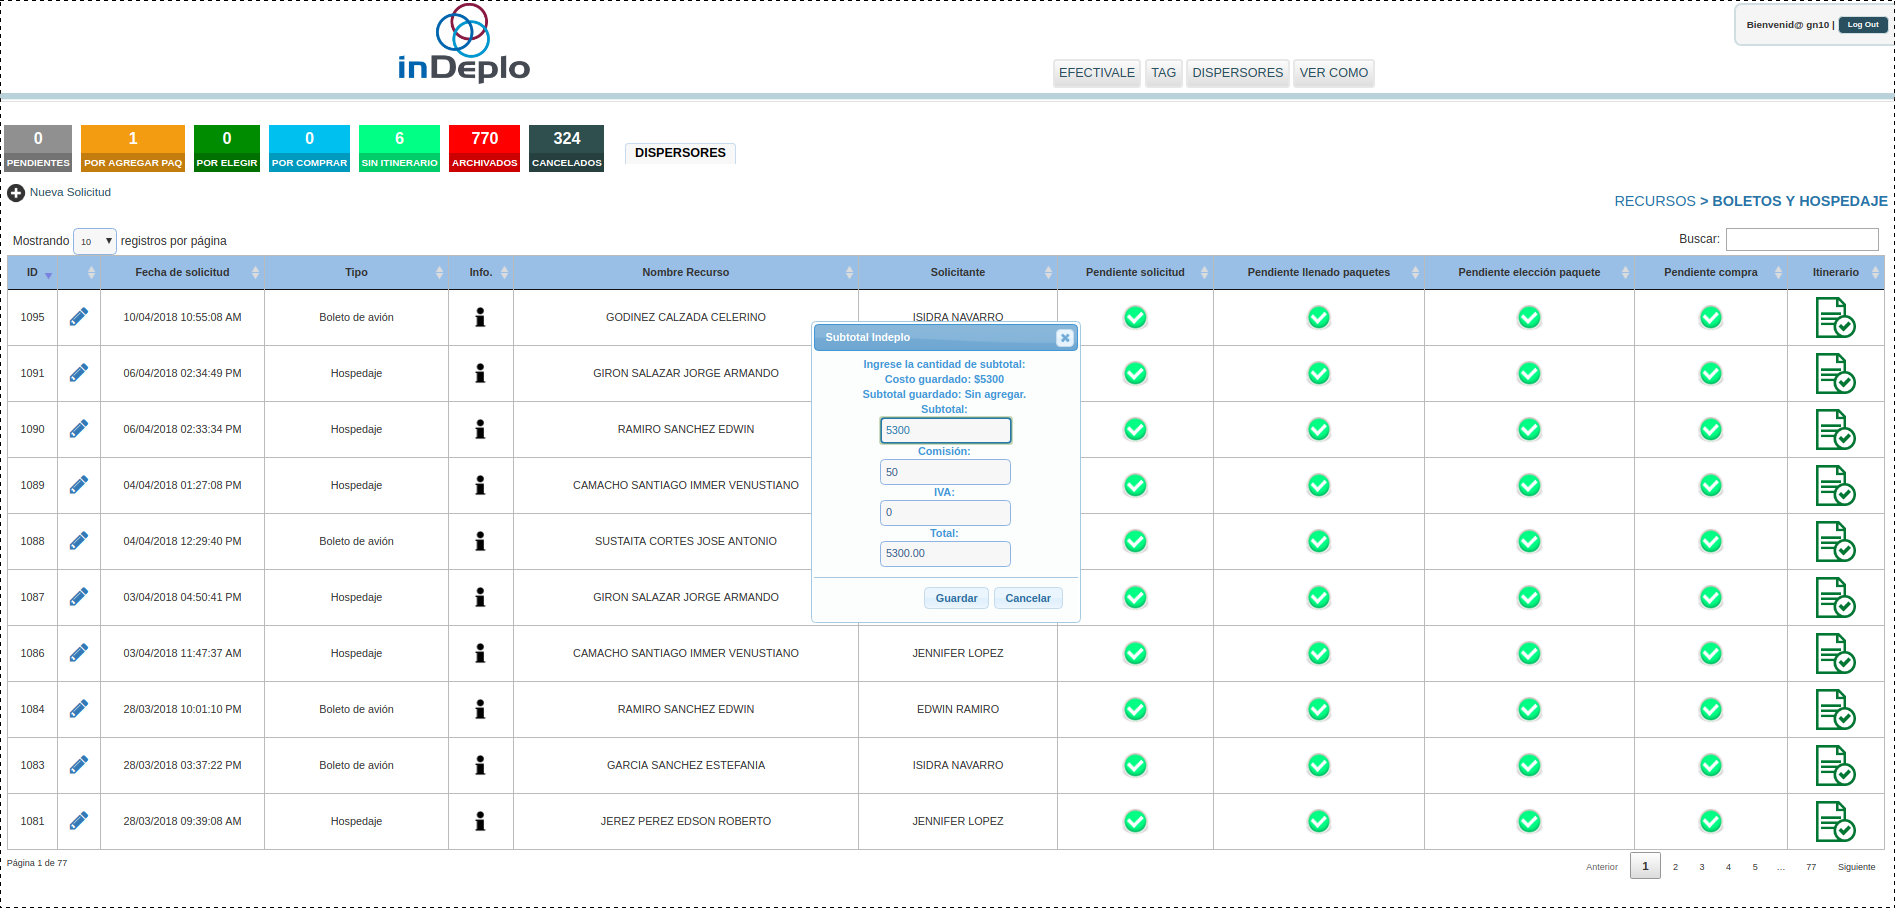 inDeplo
Bienvenid@ gn10 | Log Out
EFECTIVALE TAG DISPERSORES VER COMO
0 1 0 0 6 770 324
PENDIENTES POR AGREGAR PAQ POR ELEGIR POR COMPRAR SIN ITINERARIO ARCHIVADOS CANCELADOS
DISPERSORES
Nueva Solicitud
RECURSOS > BOLETOS Y HOSPEDAJE
Mostrando 10 registros por página
Buscar:
ID Fecha de solicitud Tipo Info. Nombre Recurso Solicitante Pendiente solicitud Pendiente llenado paquetes Pendiente elección paquete Pendiente compra Itinerario
1095 10/04/2018 10:55:08 AM Boleto de avión GODINEZ CALZADA CELERINO ISIDRA NAVARRO
1091 06/04/2018 02:34:49 PM Hospedaje GIRON SALAZAR JORGE ARMANDO
1090 06/04/2018 02:33:34 PM Hospedaje RAMIRO SANCHEZ EDWIN
1089 04/04/2018 01:27:08 PM Hospedaje CAMACHO SANTIAGO IMMER VENUSTIANO
1088 04/04/2018 12:29:40 PM Boleto de avión SUSTAITA CORTES JOSE ANTONIO
1087 03/04/2018 04:50:41 PM Hospedaje GIRON SALAZAR JORGE ARMANDO
1086 03/04/2018 11:47:37 AM Hospedaje CAMACHO SANTIAGO IMMER VENUSTIANO JENNIFER LOPEZ
1084 28/03/2018 10:01:10 PM Boleto de avión RAMIRO SANCHEZ EDWIN EDWIN RAMIRO
1083 28/03/2018 03:37:22 PM Boleto de avión GARCIA SANCHEZ ESTEFANIA ISIDRA NAVARRO
1081 28/03/2018 09:39:08 AM Hospedaje JEREZ PEREZ EDSON ROBERTO JENNIFER LOPEZ
Subtotal Indeplo
Ingrese la cantidad de subtotal:
Costo guardado: $5300
Subtotal guardado: Sin agregar.
Subtotal:
5300
Comisión:
50
IVA:
0
Total:
5300.00
Guardar Cancelar
Página 1 de 77
Anterior 1 2 3 4 5 ... 77 Siguiente